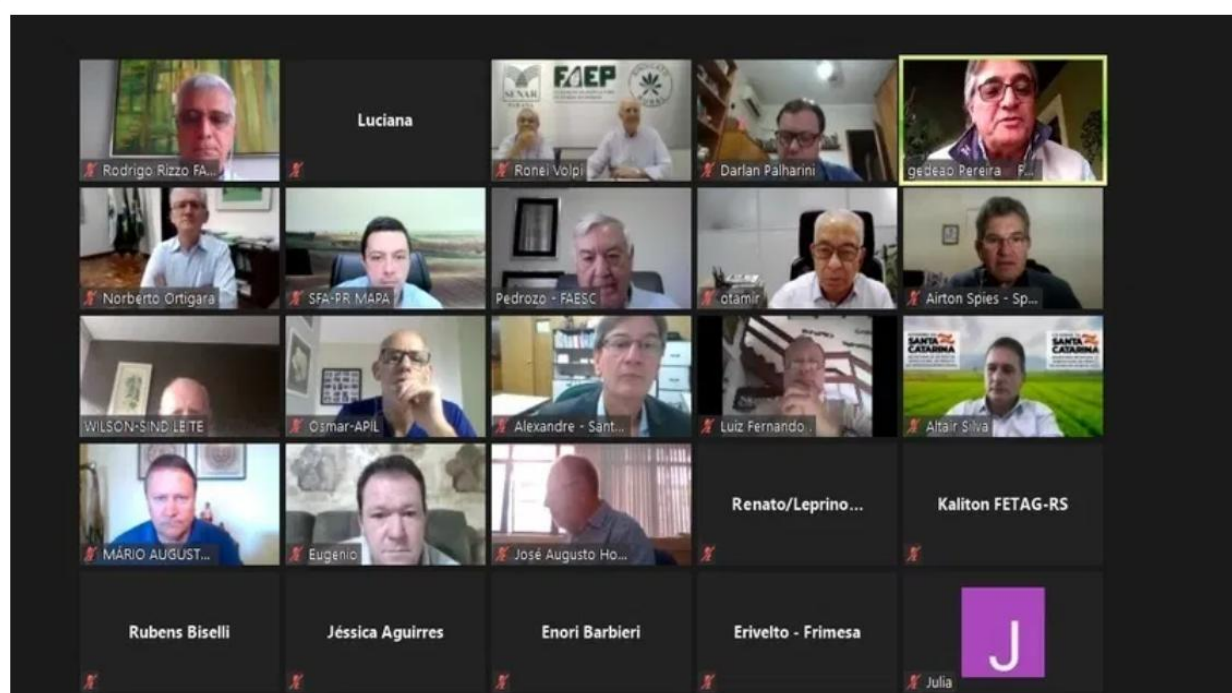 Rodrigo Rizzo FA...
Luciana
SENAR
PARANÁ
FAEP
SINDICATO
RURAL
Ronei Volpi
Darlan Palharini
gedeao Pereira - F...
Norberto Ortigara
SFA-PR MAPA
Pedrozo - FAESC
otamir
Airton Spies - Sp...
WILSON-SIND LEITE
Osmar-APIL
Alexandre - Sant...
Luiz Fernando .
SANTA
CATARINA
SANTA
CATARINA
Altair Silva
MÁRIO AUGUST...
Eugenio
José Augusto Ho...
Renato/Leprino...
Kaliton FETAG-RS
Rubens Biselli
Jéssica Aguirres
Enori Barbieri
Erivelto - Frimesa
J
Julia